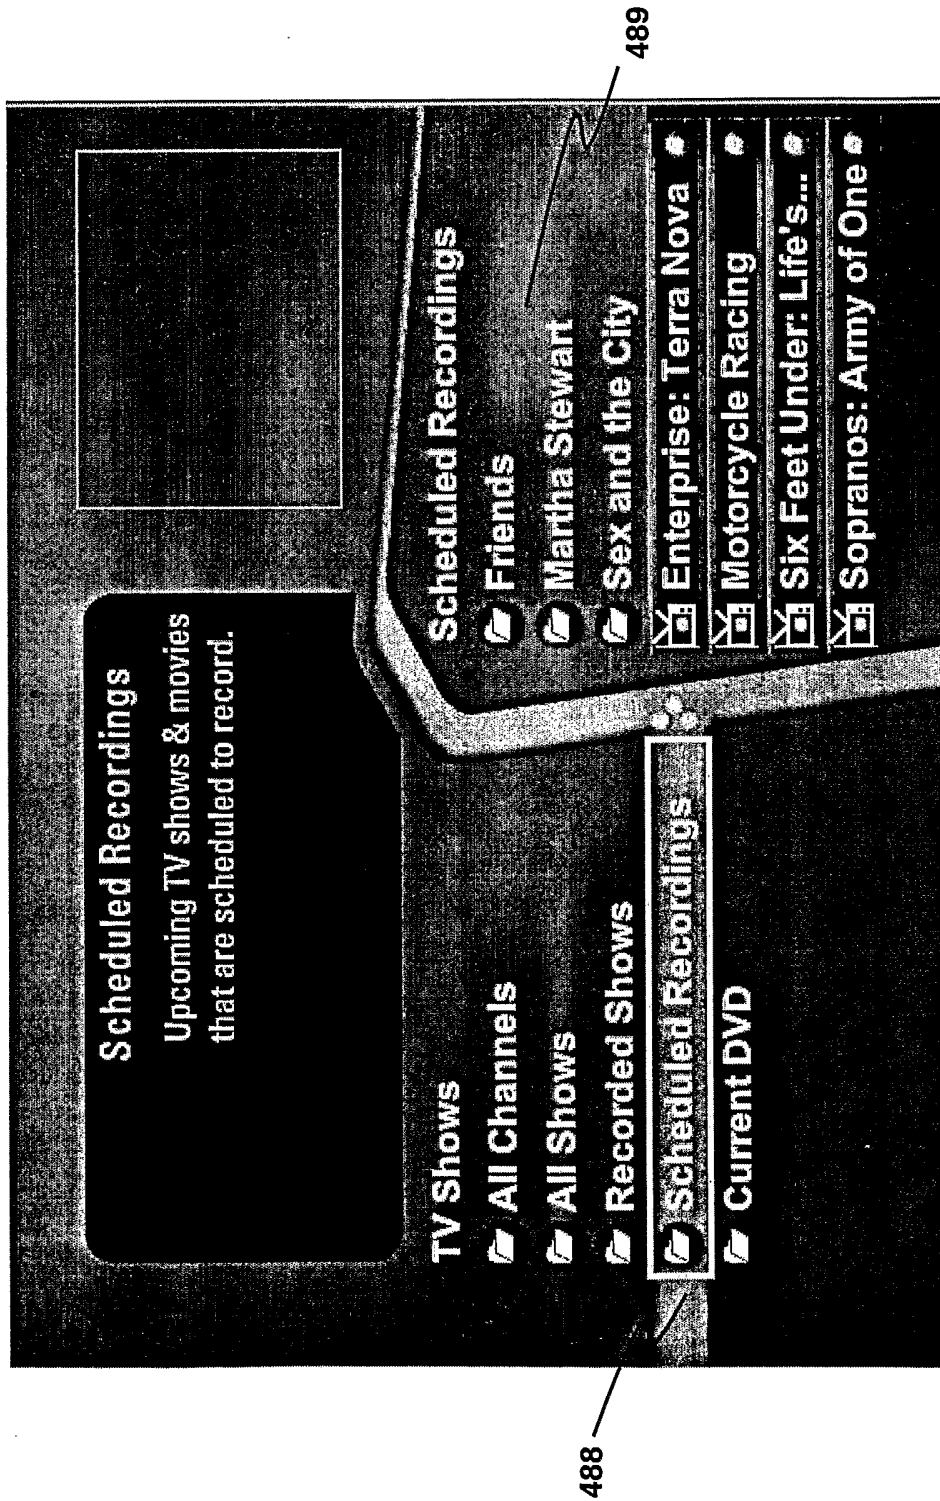 Scheduled Recordings
Upcoming TV shows & movies
that are scheduled to record.
TV Shows
All Channels
All Shows
Recorded Shows
Scheduled Recordings
Current DVD
Scheduled Recordings
Friends
Martha Stewart
Sex and the City
Enterprise: Terra Nova
Motorcycle Racing
Six Feet Under: Life's...
Sopranos: Army of One
488
489